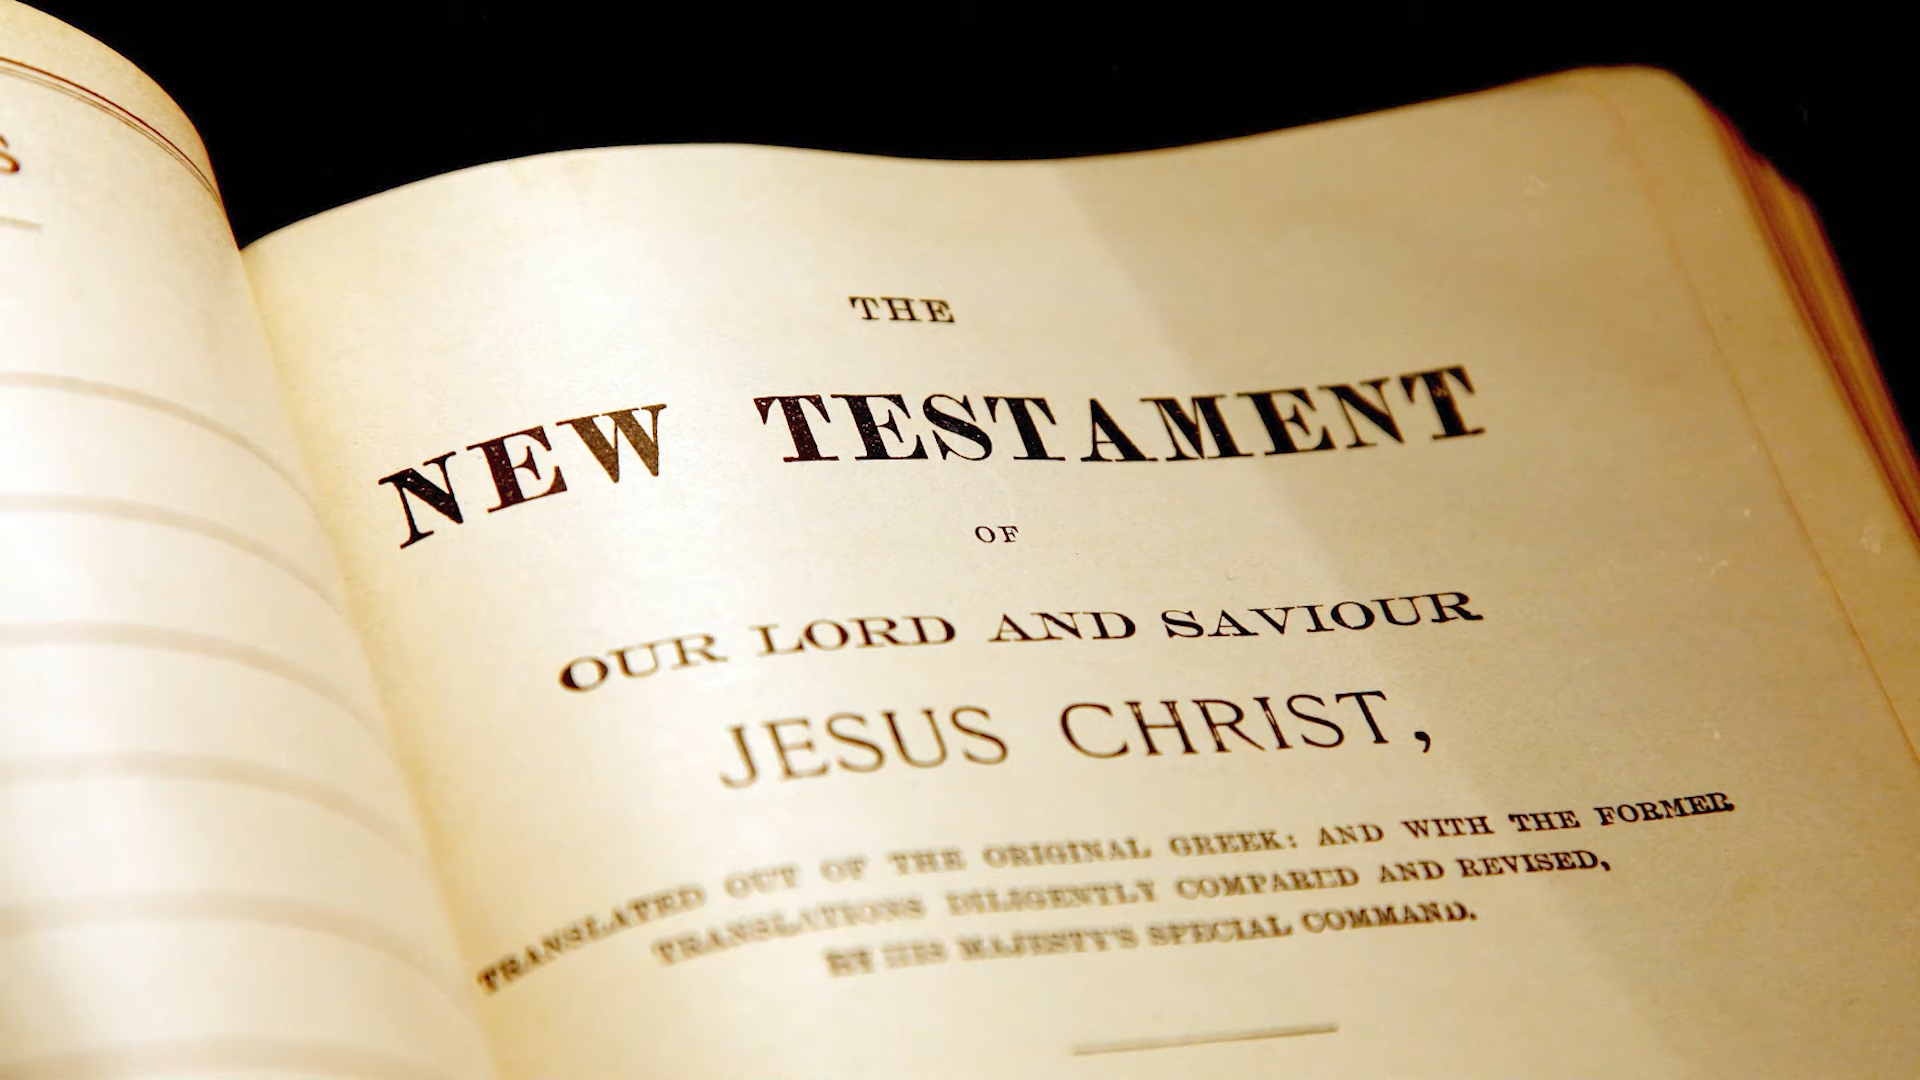 S
THE
NEW TESTAMENT
OF
OUR LORD AND SAVIOUR
JESUS CHRIST,
TRANSLATED OUT OF THE ORIGINAL GREEK: AND WITH THE FORMER
TRANSLATIONS DILIGENTLY COMPARED AND REVISED,
BY HIS MAJESTY'S SPECIAL COMMAND.